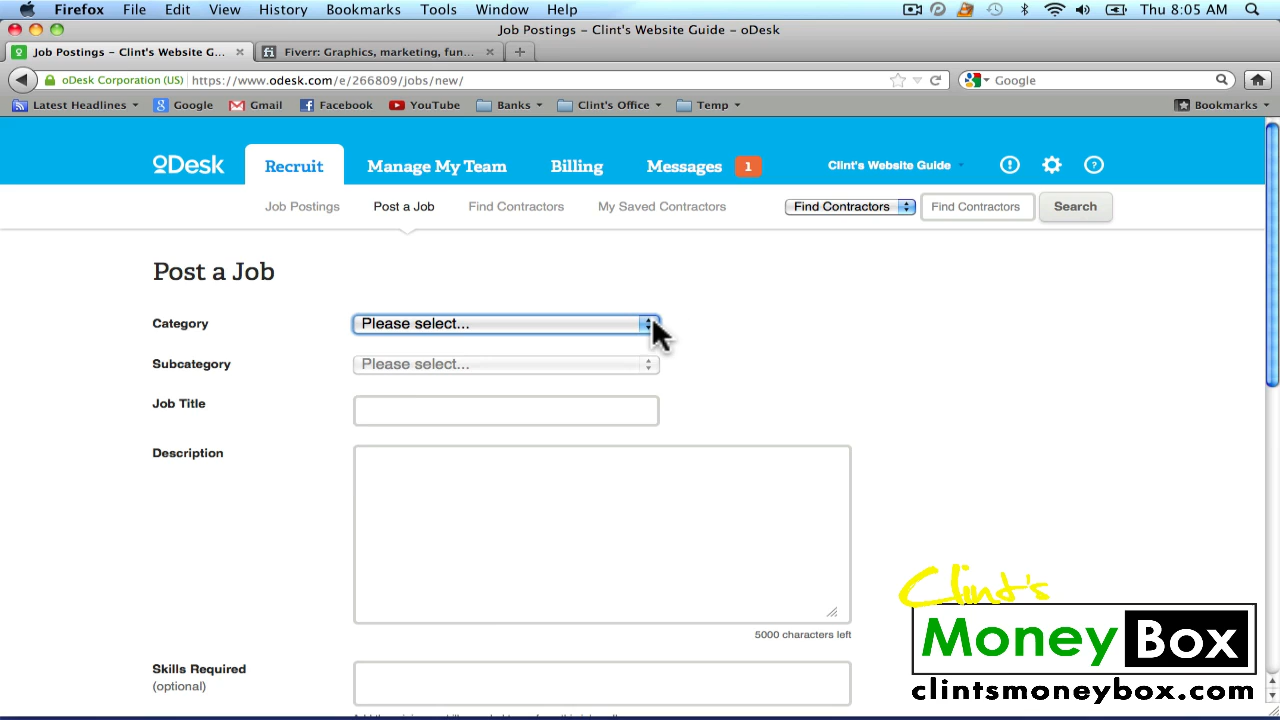 Firefox File Edit View History Bookmarks Tools Window Help Thu 8:05 AM
Job Postings – Clint's Website Guide – oDesk
Job Postings – Clint's Website G... Fiverr: Graphics, marketing, fun...
oDesk Corporation (US) https://www.odesk.com/e/266809/jobs/new/ Google
Latest Headlines Google Gmail Facebook YouTube Banks Clint's Office Temp Bookmarks
oDesk Recruit Manage My Team Billing Messages 1 Clint's Website Guide
Job Postings Post a Job Find Contractors My Saved Contractors Find Contractors Find Contractors Search
Post a Job
Category Please select...
Subcategory Please select...
Job Title
Description
5000 characters left
Skills Required
(optional)
Clint's
Money Box
clintsmoneybox.com